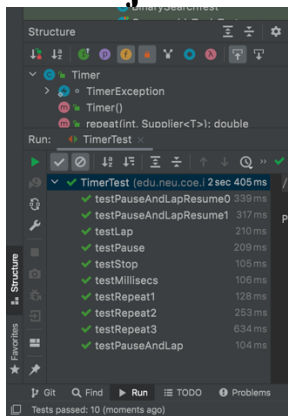 BinarySearchTest
Structure
Timer
TimerException
Timer()
repeat(int, Supplier<T>): double
Run: TimerTest
TimerTest (edu.neu.coe.i 2 sec 405 ms
testPauseAndLapResume0 339 ms
testPauseAndLapResume1 317 ms
testLap 210 ms
testPause 209 ms
testStop 105 ms
testMillisecs 106 ms
testRepeat1 128 ms
testRepeat2 253 ms
testRepeat3 634 ms
testPauseAndLap 104 ms
Structure
Favorites
Git Find Run TODO Problems
Tests passed: 10 (moments ago)